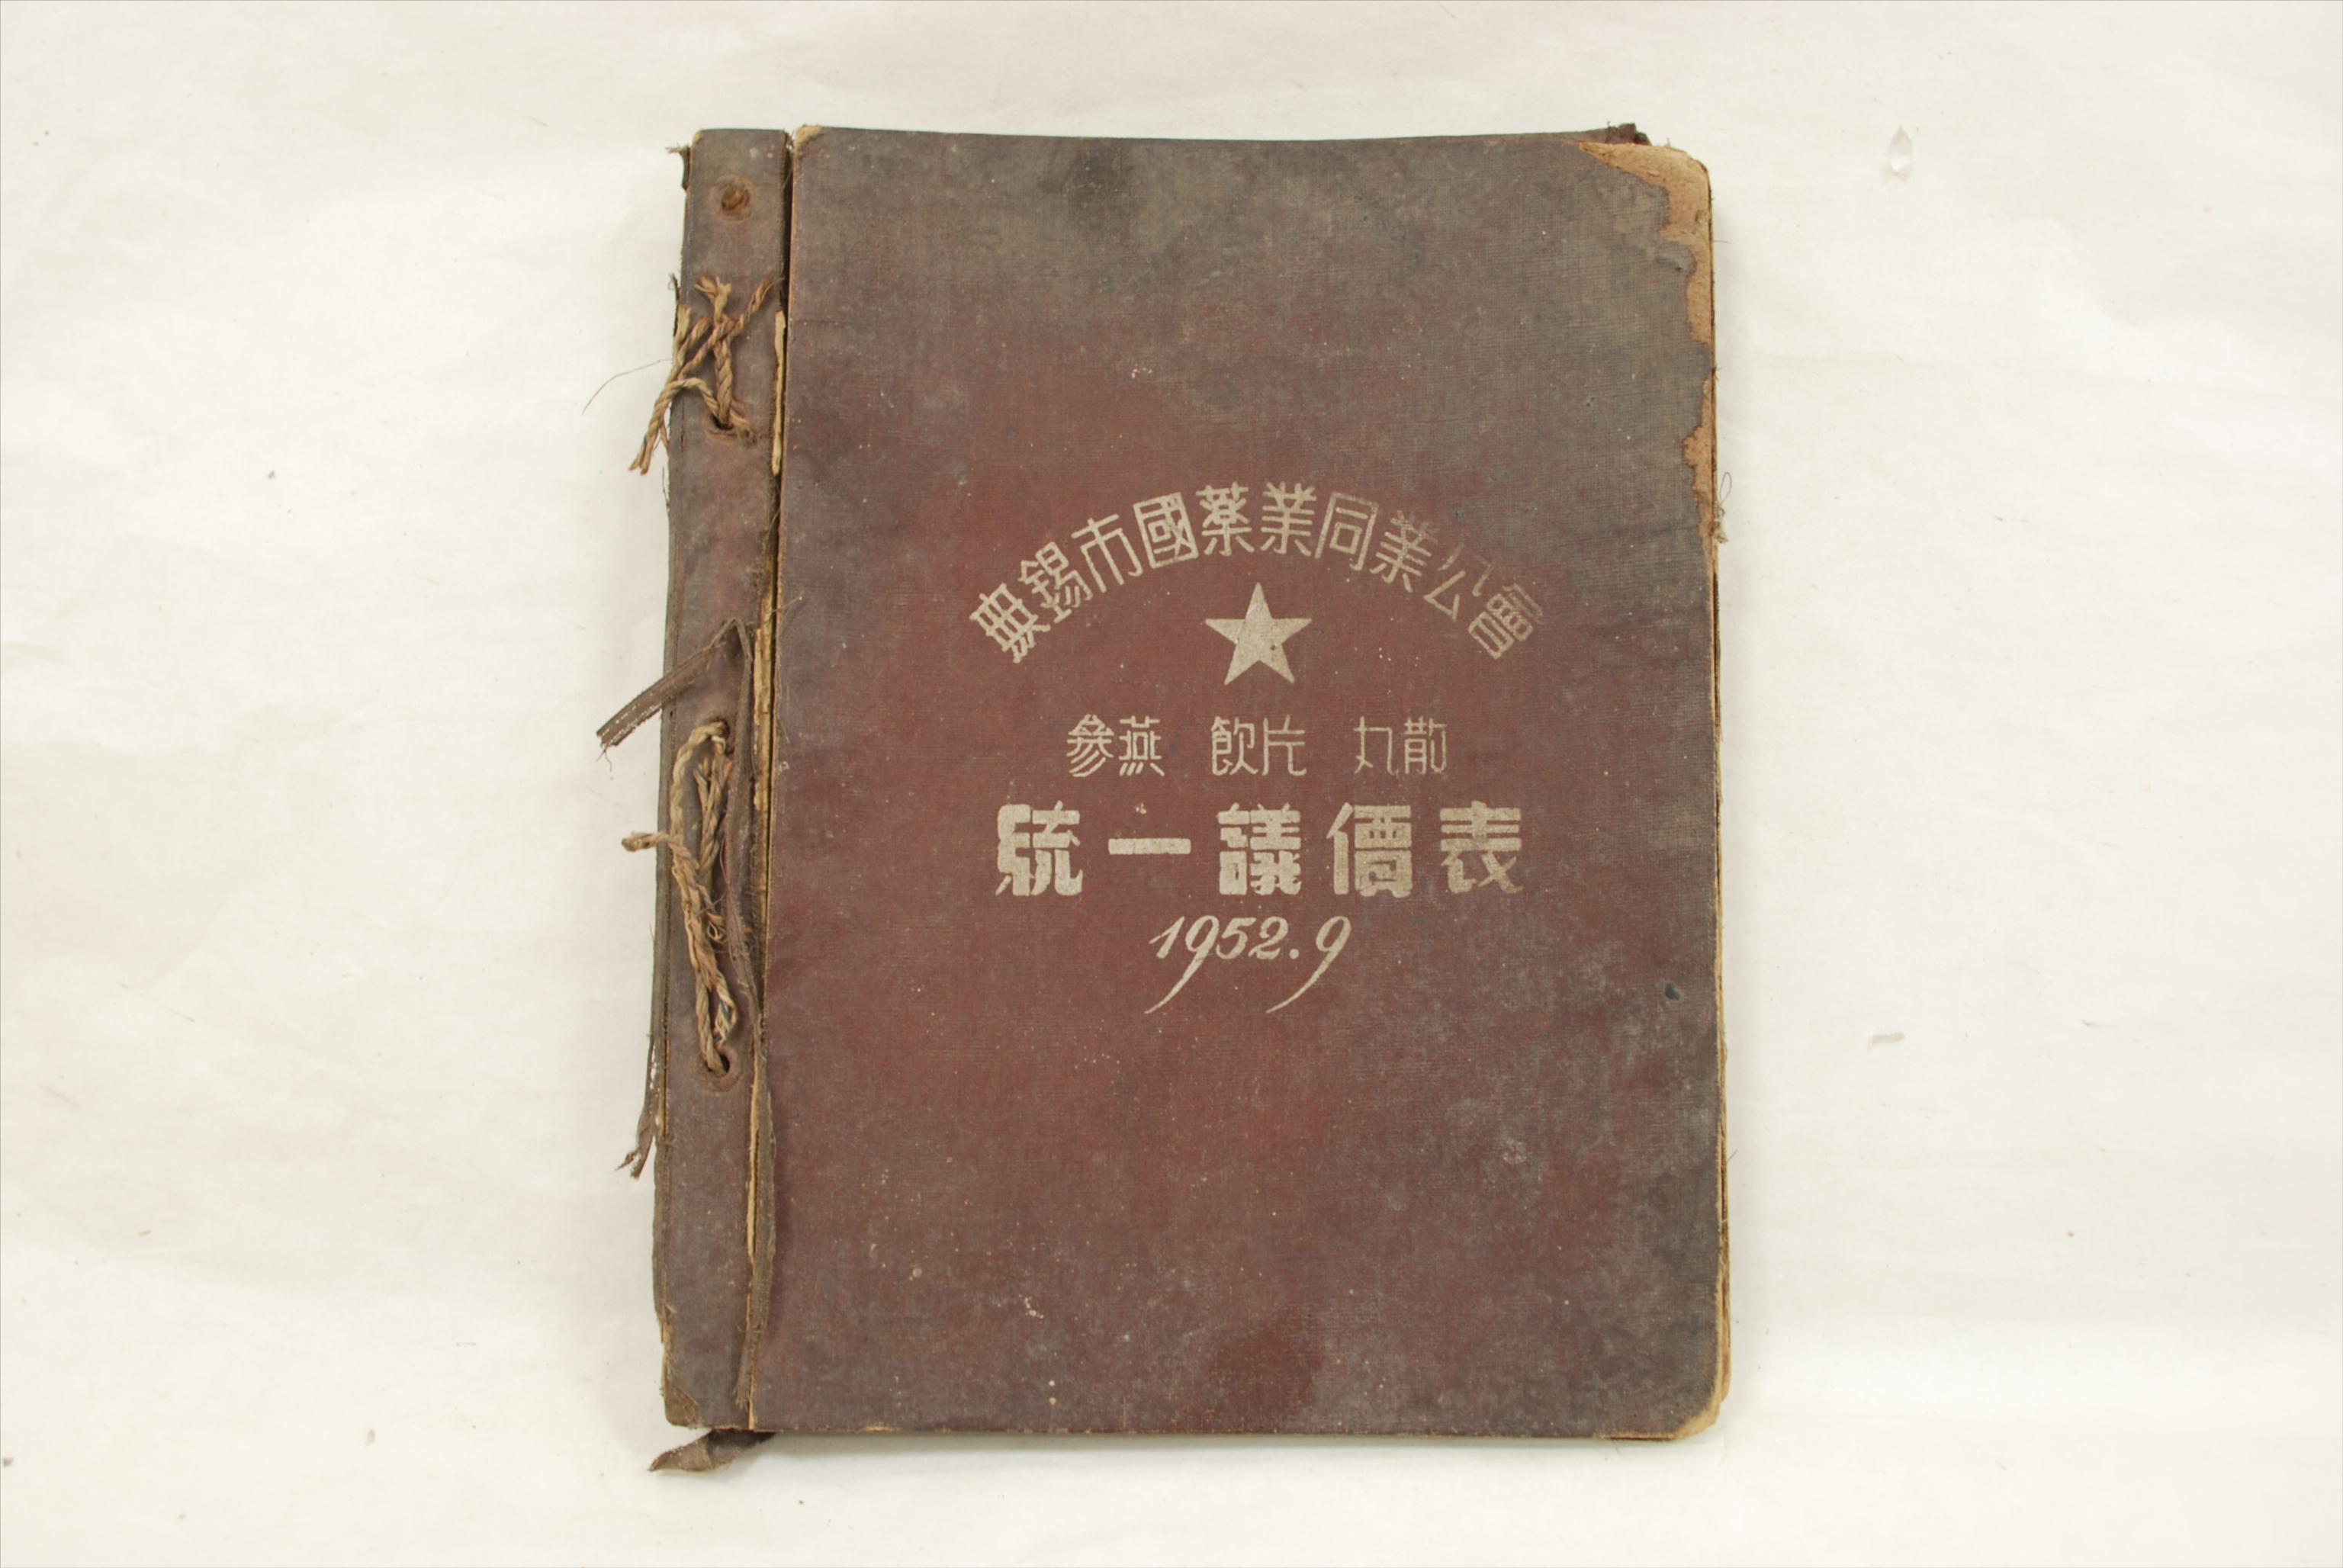 無錫市國葯業同業公會
參燕 飲片 丸散
統一議價表
1952.9